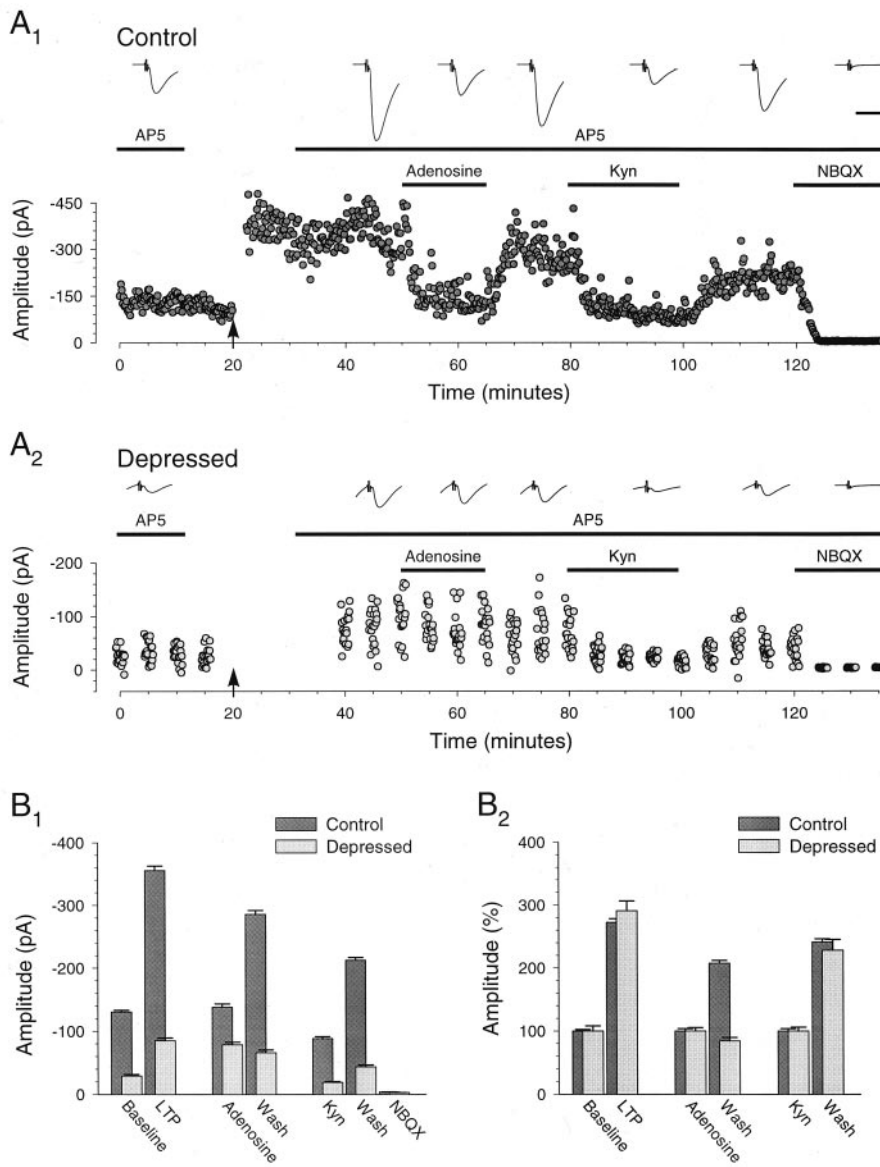 A1
Control
AP5
AP5
Adenosine
Kyn
NBQX
Amplitude (pA)
-450
-300
-150
0
0 20 40 60 80 100 120
Time (minutes)
A2
Depressed
AP5
AP5
Adenosine
Kyn
NBQX
Amplitude (pA)
-200
-100
0
0 20 40 60 80 100 120
Time (minutes)
B1
Control
Depressed
Amplitude (pA)
-400
-300
-200
-100
0
Baseline LTP Adenosine Wash Kyn Wash NBQX
B2
Control
Depressed
Amplitude (%)
400
300
200
100
0
Baseline LTP Adenosine Wash Kyn Wash